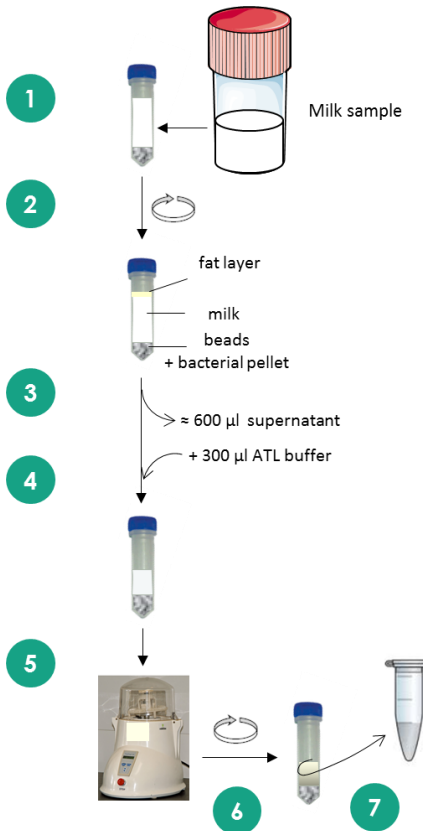 1
Milk sample
2
fat layer
milk
beads
+ bacterial pellet
3
≈ 600 µl supernatant
+ 300 µl ATL buffer
4
5
6
7